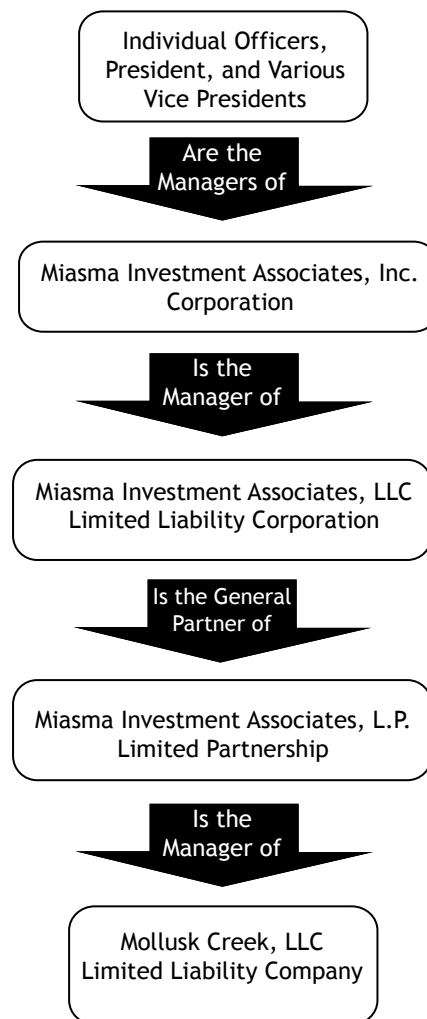 Individual Officers,
President, and Various
Vice Presidents
Are the
Managers of
Miasma Investment Associates, Inc.
Corporation
Is the
Manager of
Miasma Investment Associates, LLC
Limited Liability Corporation
Is the General
Partner of
Miasma Investment Associates, L.P.
Limited Partnership
Is the
Manager of
Mollusk Creek, LLC
Limited Liability Company